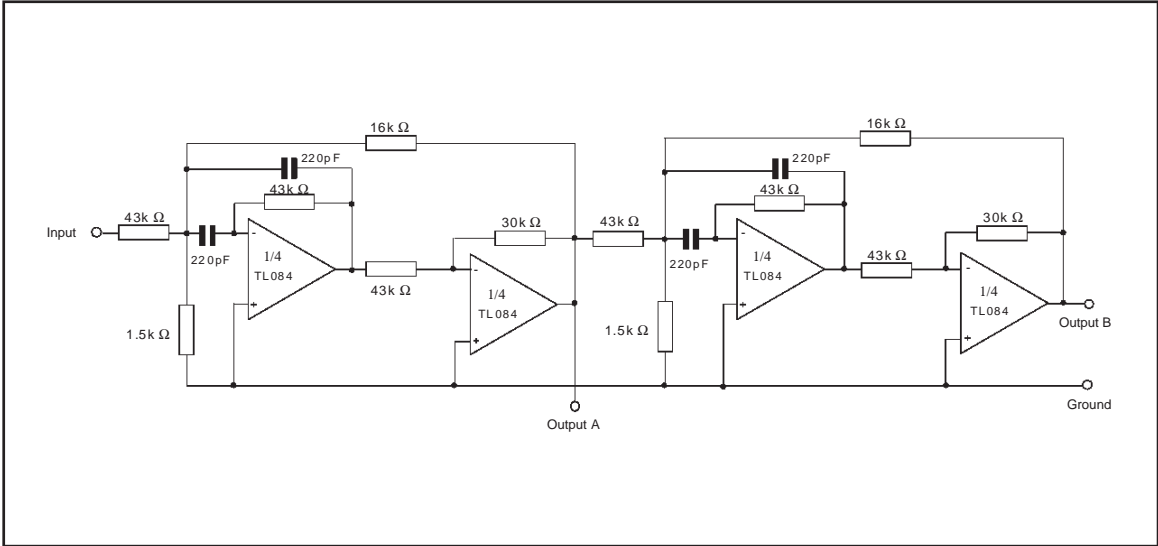 16k Ω
16k Ω
220pF
220pF
43k Ω
43k Ω
43k Ω
30k Ω
43k Ω
30k Ω
Input
-
-
220pF
1/4
TL084
-
220pF
1/4
TL084
-
43k Ω
1/4
TL084
43k Ω
1/4
TL084
+
+
Output B
1.5k Ω
+
1.5k Ω
+
Ground
Output A